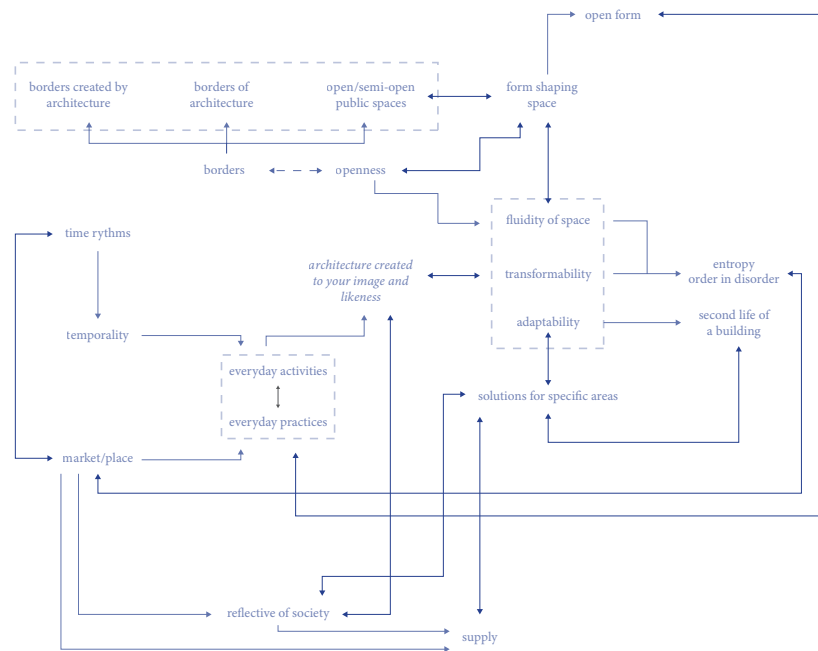 open form
borders created by
architecture
borders of
architecture
open/semi-open
public spaces
form shaping
space
borders
openness
fluidity of space
time rythms
architecture created
to your image and
likeness
transformability
entropy
order in disorder
temporality
adaptability
second life of
a building
everyday activities
everyday practices
solutions for specific areas
market/place
reflective of society
supply